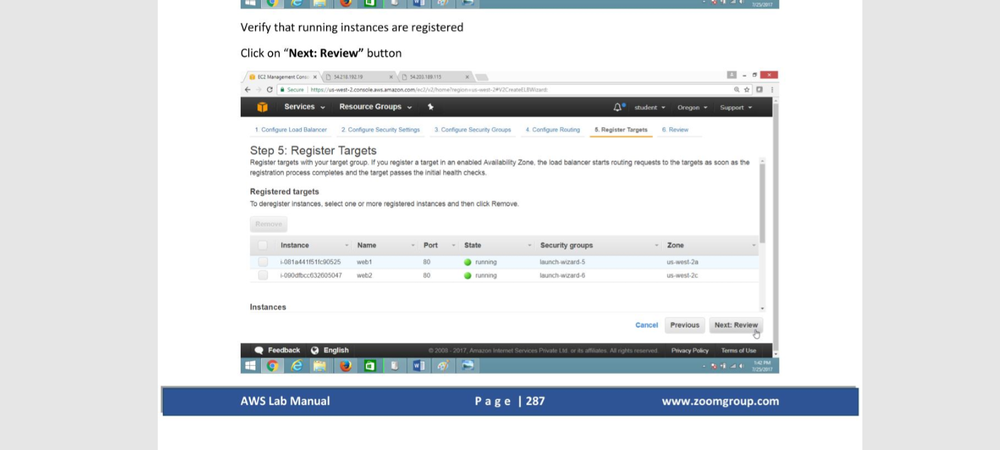 7/25/2017
Verify that running instances are registered
Click on “Next: Review” button
EC2 Management Cons: 54.218.192.19 54.203.189.115
Secure https://us-west-2.console.aws.amazon.com/ec2/v2/home?region=us-west-2#V2CreateELBWizard:
Services Resource Groups student Oregon Support
1. Configure Load Balancer 2. Configure Security Settings 3. Configure Security Groups 4. Configure Routing 5. Register Targets 6. Review
Step 5: Register Targets
Register targets with your target group. If you register a target in an enabled Availability Zone, the load balancer starts routing requests to the targets as soon as the
registration process completes and the target passes the initial health checks.
Registered targets
To deregister instances, select one or more registered instances and then click Remove.
Remove
Instance Name Port State Security groups Zone
i-081a441f51fc90525 web1 80 running launch-wizard-5 us-west-2a
i-090dfbcc632605047 web2 80 running launch-wizard-6 us-west-2c
Instances
Cancel Previous Next: Review
Feedback English © 2008 - 2017, Amazon Internet Services Private Ltd. or its affiliates. All rights reserved. Privacy Policy Terms of Use
1:42 PM
7/25/2017
AWS Lab Manual Page | 287 www.zoomgroup.com